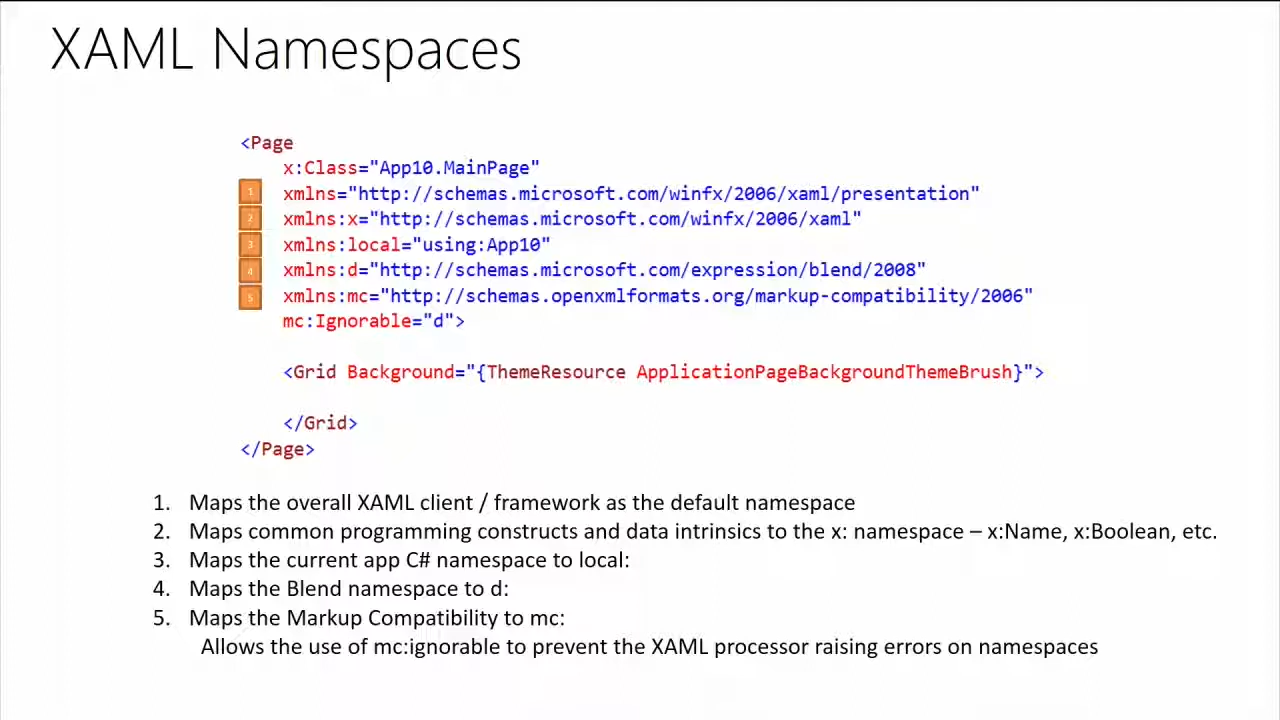 XAML Namespaces
<Page
x:Class="App10.MainPage"
1 xmlns="http://schemas.microsoft.com/winfx/2006/xaml/presentation"
2 xmlns:x="http://schemas.microsoft.com/winfx/2006/xaml"
3 xmlns:local="using:App10"
4 xmlns:d="http://schemas.microsoft.com/expression/blend/2008"
5 xmlns:mc="http://schemas.openxmlformats.org/markup-compatibility/2006"
mc:Ignorable="d">
<Grid Background="{ThemeResource ApplicationPageBackgroundThemeBrush}">
</Grid>
</Page>
1. Maps the overall XAML client / framework as the default namespace
2. Maps common programming constructs and data intrinsics to the x: namespace – x:Name, x:Boolean, etc.
3. Maps the current app C# namespace to local:
4. Maps the Blend namespace to d:
5. Maps the Markup Compatibility to mc:
Allows the use of mc:ignorable to prevent the XAML processor raising errors on namespaces